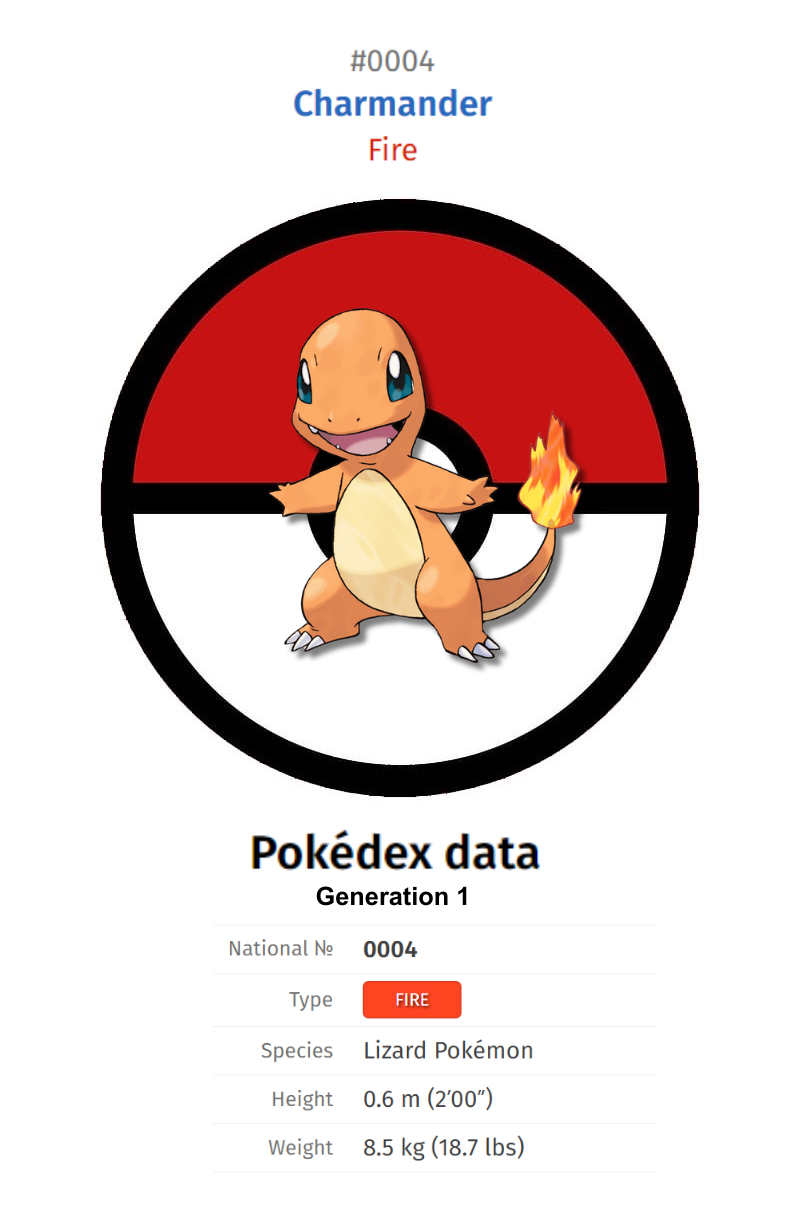 #0004
Charmander
Fire
Pokédex data
Generation 1
National № 0004
Type FIRE
Species Lizard Pokémon
Height 0.6 m (2′00″)
Weight 8.5 kg (18.7 lbs)